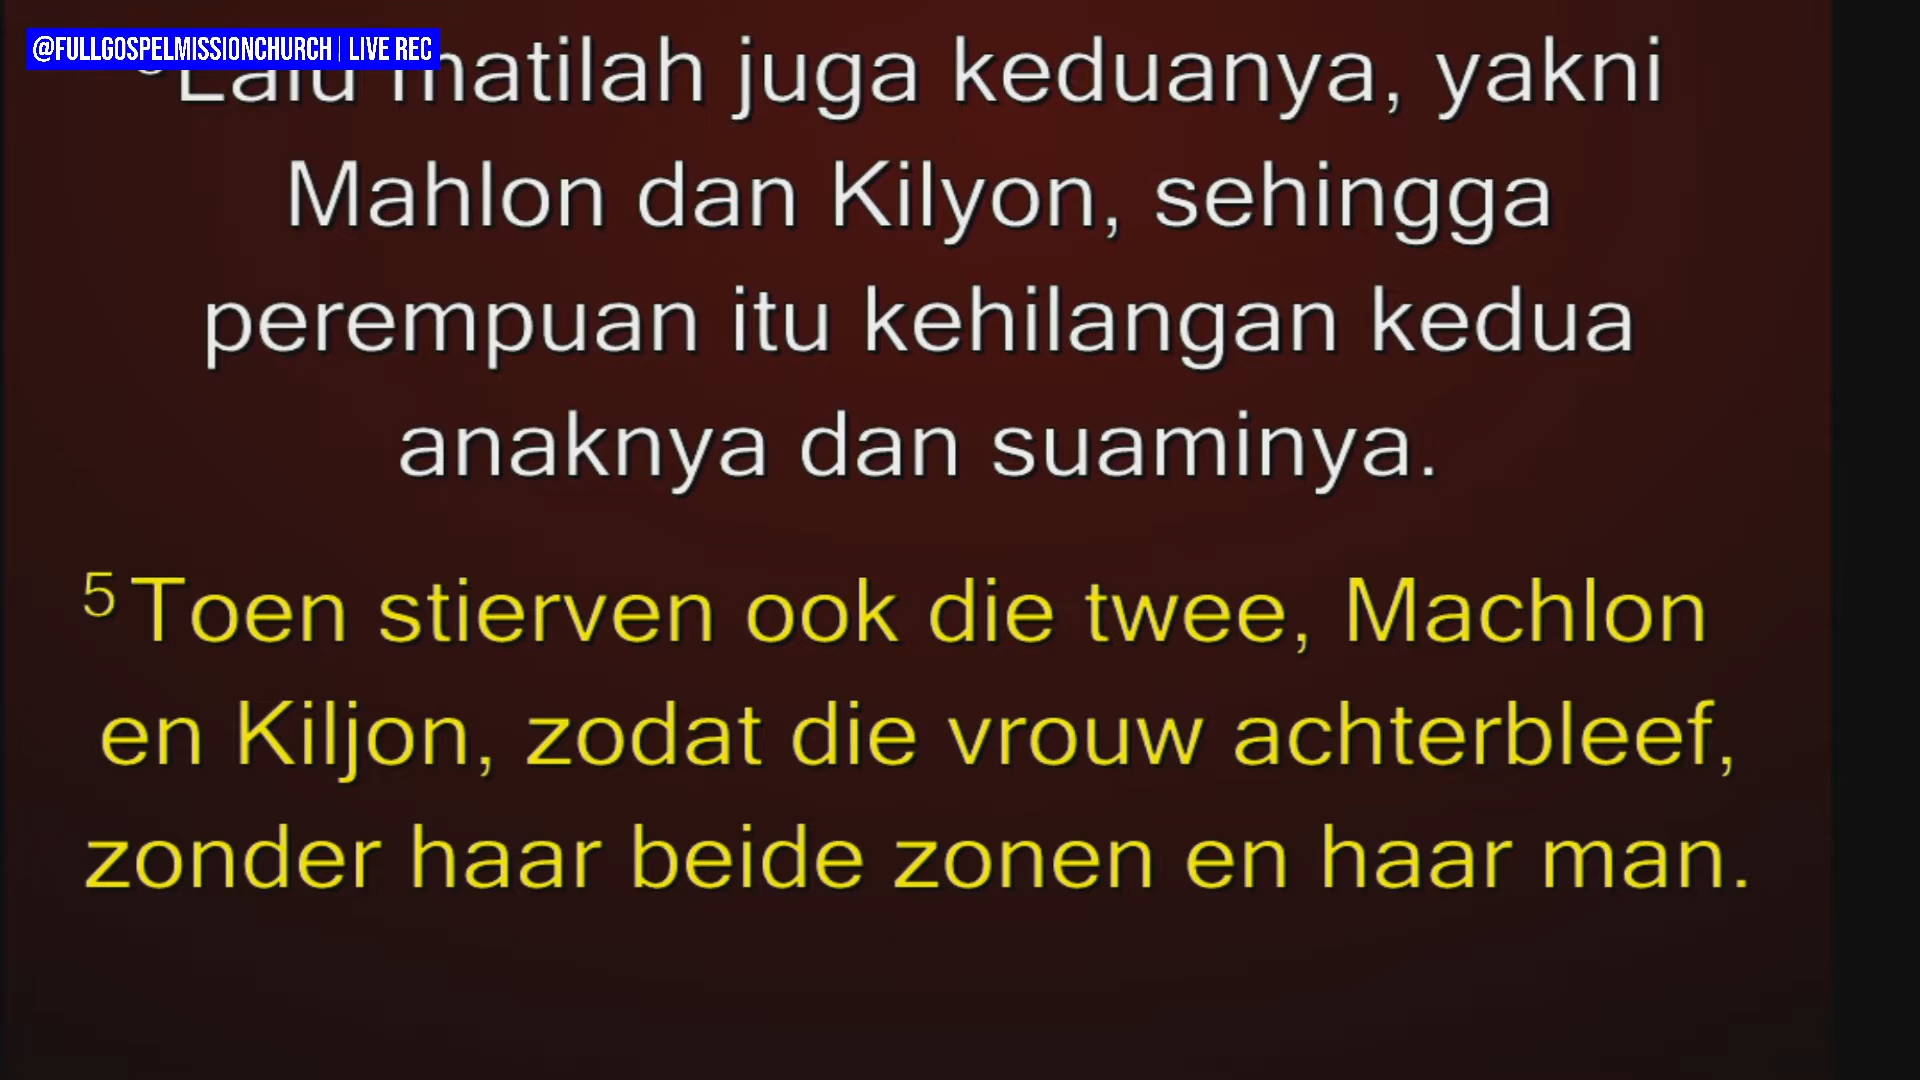 @FULLGOSPELMISSIONCHURCH | LIVE REC
Lalu matilah juga keduanya, yakni
Mahlon dan Kilyon, sehingga
perempuan itu kehilangan kedua
anaknya dan suaminya.
5 Toen stierven ook die twee, Machlon
en Kiljon, zodat die vrouw achterbleef,
zonder haar beide zonen en haar man.